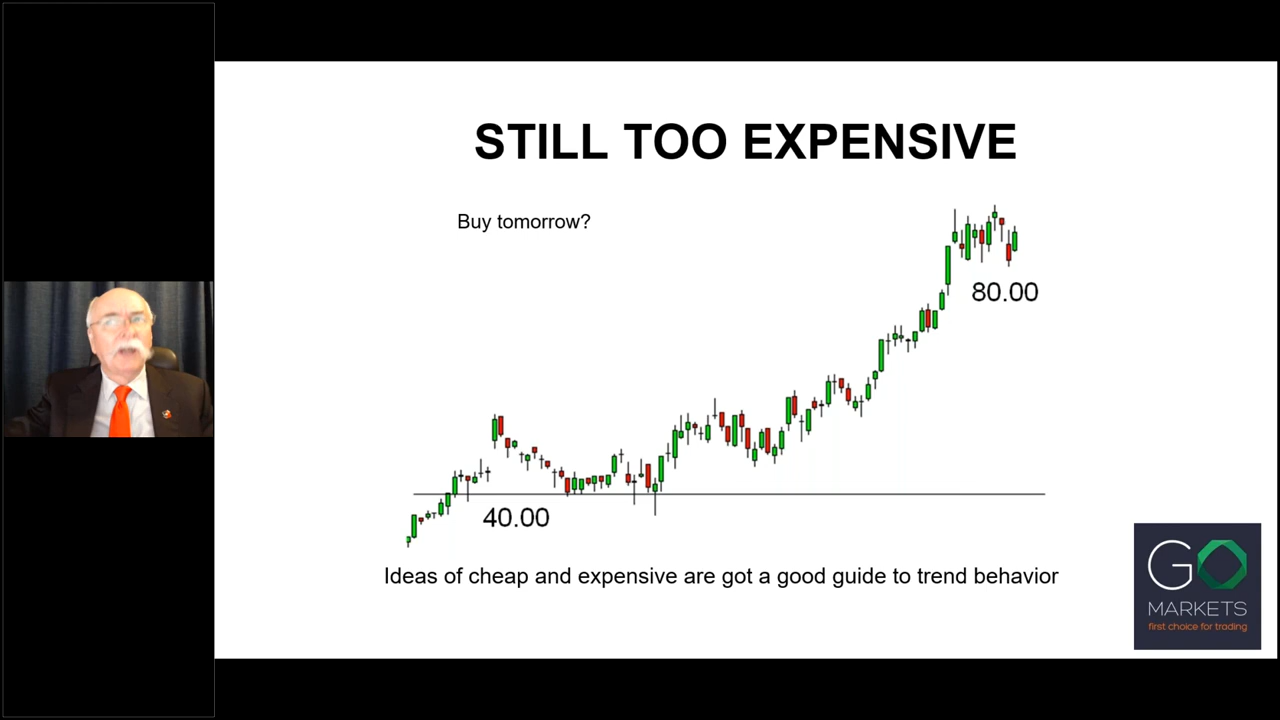 STILL TOO EXPENSIVE
Buy tomorrow?
80.00
40.00
Ideas of cheap and expensive are got a good guide to trend behavior
GO
MARKETS
first choice for trading